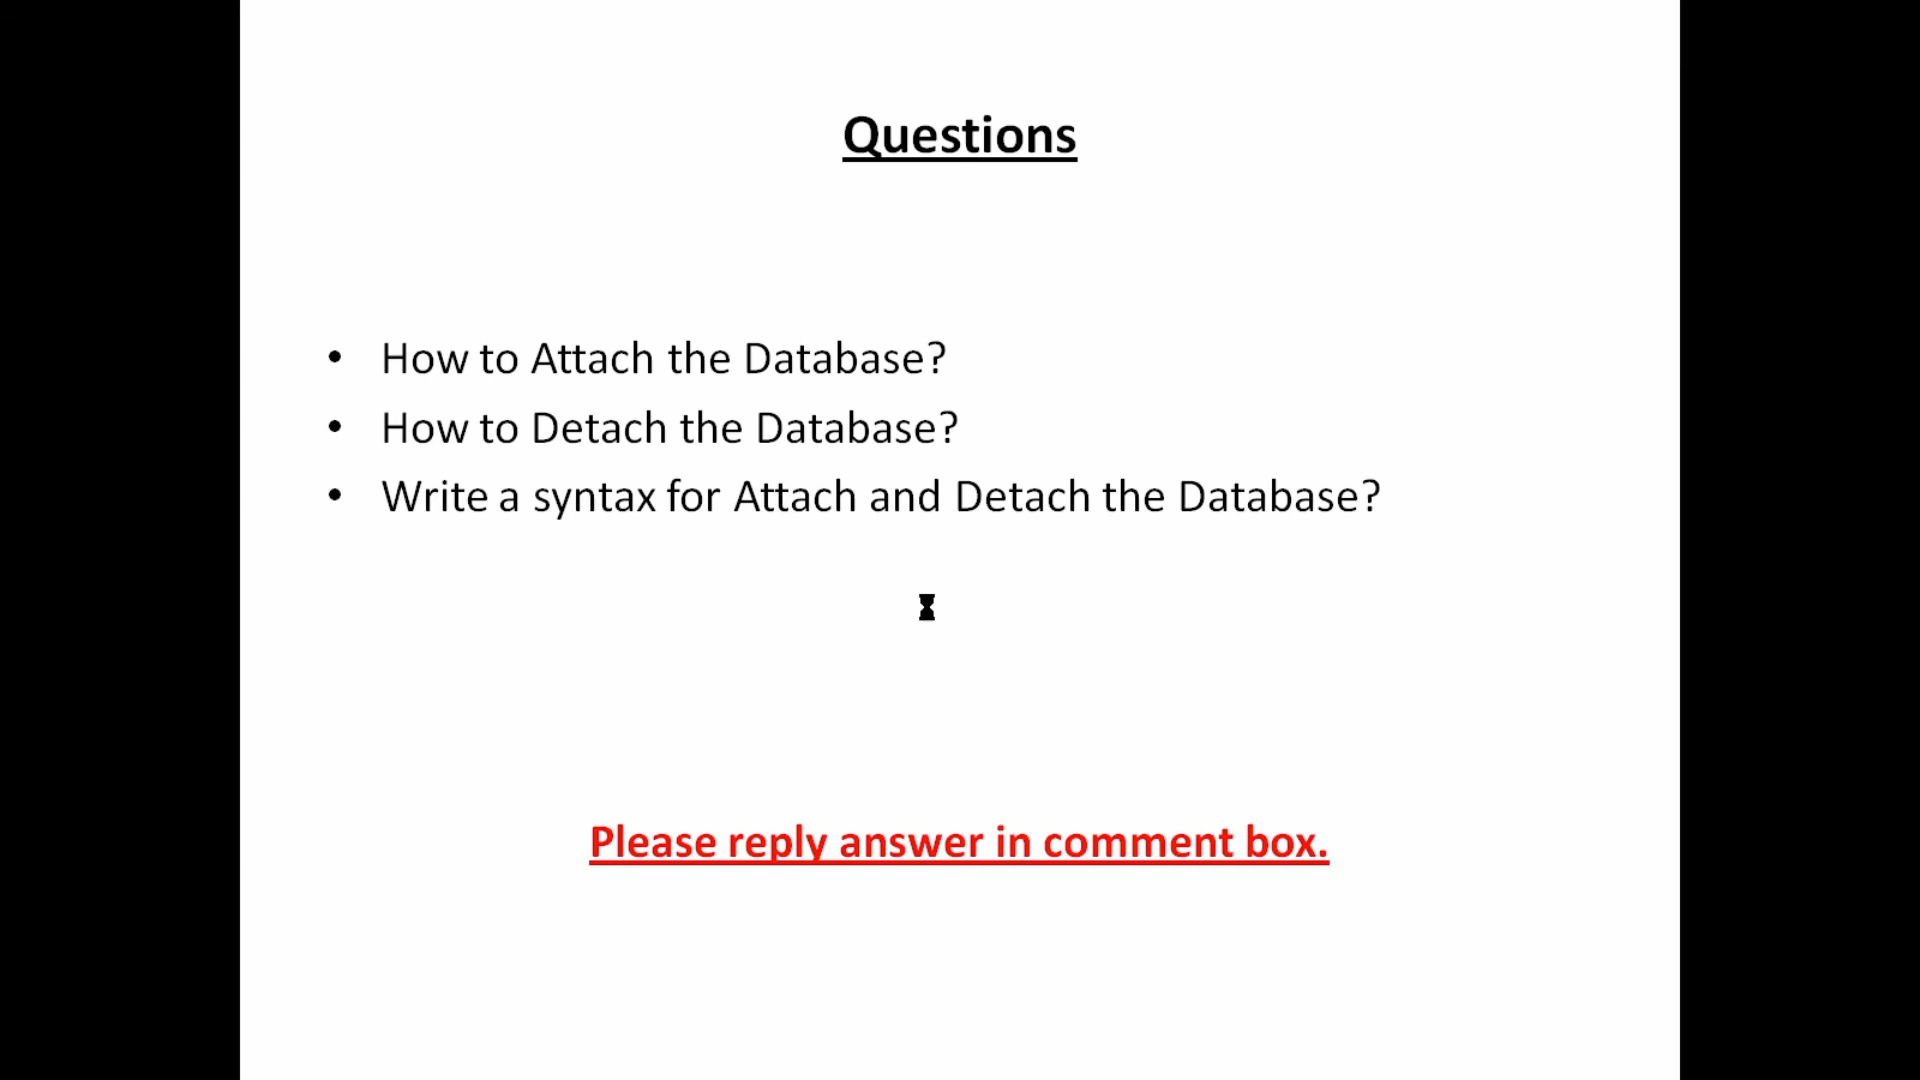 Questions
• How to Attach the Database?
• How to Detach the Database?
• Write a syntax for Attach and Detach the Database?
Please reply answer in comment box.